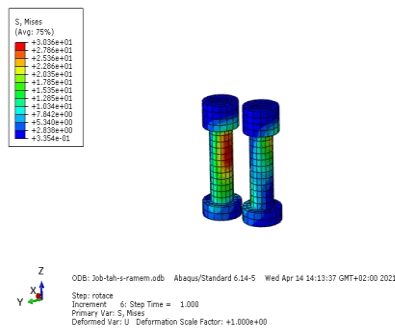 S, Mises
(Avg: 75%)
+3.036e+01
+2.786e+01
+2.536e+01
+2.286e+01
+2.035e+01
+1.785e+01
+1.535e+01
+1.285e+01
+1.034e+01
+7.842e+00
+5.340e+00
+2.838e+00
+3.354e-01
Z
X
Y
ODB: Job-tah-s-ramem.odb    Abaqus/Standard 6.14-5    Wed Apr 14 14:13:37 GMT+02:00 2021
Step: rotace
Increment      6: Step Time =    1.000
Primary Var: S, Mises
Deformed Var: U   Deformation Scale Factor: +1.000e+00